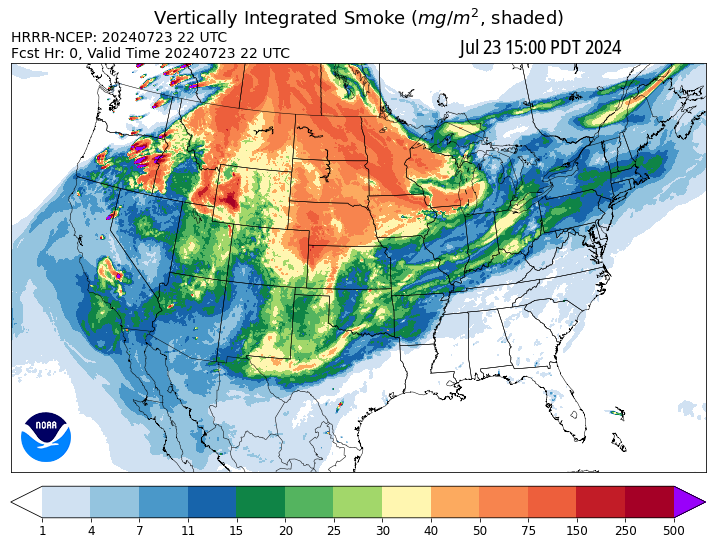 Vertically Integrated Smoke (mg/m², shaded)
HRRR-NCEP: 20240723 22 UTC
Fcst Hr: 0, Valid Time 20240723 22 UTC
Jul 23 15:00 PDT 2024
NOAA
1 4 7 11 15 20 25 30 40 50 75 150 250 500